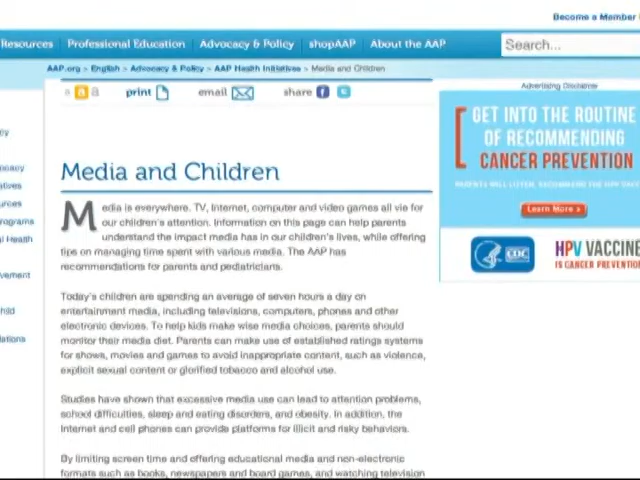 Become a Member
Resources Professional Education Advocacy & Policy shopAAP About the AAP Search...
AAP.org > English > Advocacy & Policy > AAP Health Initiatives > Media and Children
a a a print email share f
Advertising Disclaimer
GET INTO THE ROUTINE
OF RECOMMENDING
CANCER PREVENTION
PARENTS WILL LISTEN. RECOMMEND THE HPV
Learn More >
CDC
HPV VACCINE
IS CANCER PREVENTION
Media and Children
Media is everywhere. TV, Internet, computer and video games all vie for
our children's attention. Information on this page can help parents
understand the impact media has in our children's lives, while offering
tips on managing time spent with various media. The AAP has
recommendations for parents and pediatricians.
Today's children are spending an average of seven hours a day on
entertainment media, including televisions, computers, phones and other
electronic devices. To help kids make wise media choices, parents should
monitor their media diet. Parents can make use of established ratings systems
for shows, movies and games to avoid inappropriate content, such as violence,
explicit sexual content or glorified tobacco and alcohol use.
Studies have shown that excessive media use can lead to attention problems,
school difficulties, sleep and eating disorders, and obesity. In addition, the
Internet and cell phones can provide platforms for illicit and risky behaviors.
By limiting screen time and offering educational media and non-electronic
formats such as books, newspapers and board games, and watching television